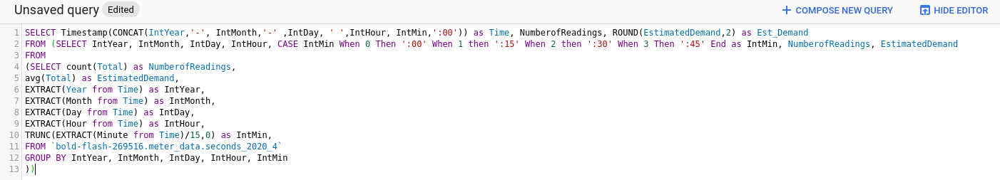 Unsaved query Edited COMPOSE NEW QUERY HIDE EDITOR
1 SELECT Timestamp(CONCAT(IntYear,'-', IntMonth,'-' ,IntDay, ' ',IntHour, IntMin,':00')) as Time, NumberofReadings, ROUND(EstimatedDemand,2) as Est_Demand
2 FROM (SELECT IntYear, IntMonth, IntDay, IntHour, CASE IntMin When 0 Then ':00' When 1 then ':15' When 2 then ':30' When 3 Then ':45' End as IntMin, NumberofReadings, EstimatedDemand
3 FROM
4 (SELECT count(Total) as NumberofReadings,
5 avg(Total) as EstimatedDemand,
6 EXTRACT(Year from Time) as IntYear,
7 EXTRACT(Month from Time) as IntMonth,
8 EXTRACT(Day from Time) as IntDay,
9 EXTRACT(Hour from Time) as IntHour,
10 TRUNC(EXTRACT(Minute from Time)/15,0) as IntMin,
11 FROM `bold-flash-269516.meter_data.seconds_2020_4`
12 GROUP BY IntYear, IntMonth, IntDay, IntHour, IntMin
13 ))